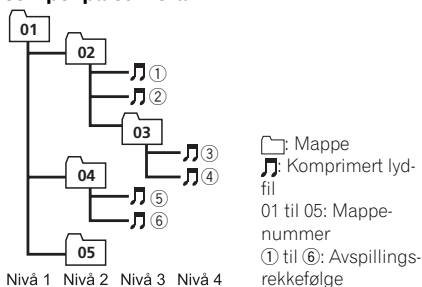 01
02
①
②
03
③
④
04
⑤
⑥
05
Nivå 1 Nivå 2 Nivå 3 Nivå 4
: Mappe
: Komprimert lyd-
fil
01 til 05: Mappe-
nummer
① til ⑥: Avspillings-
rekkefølge